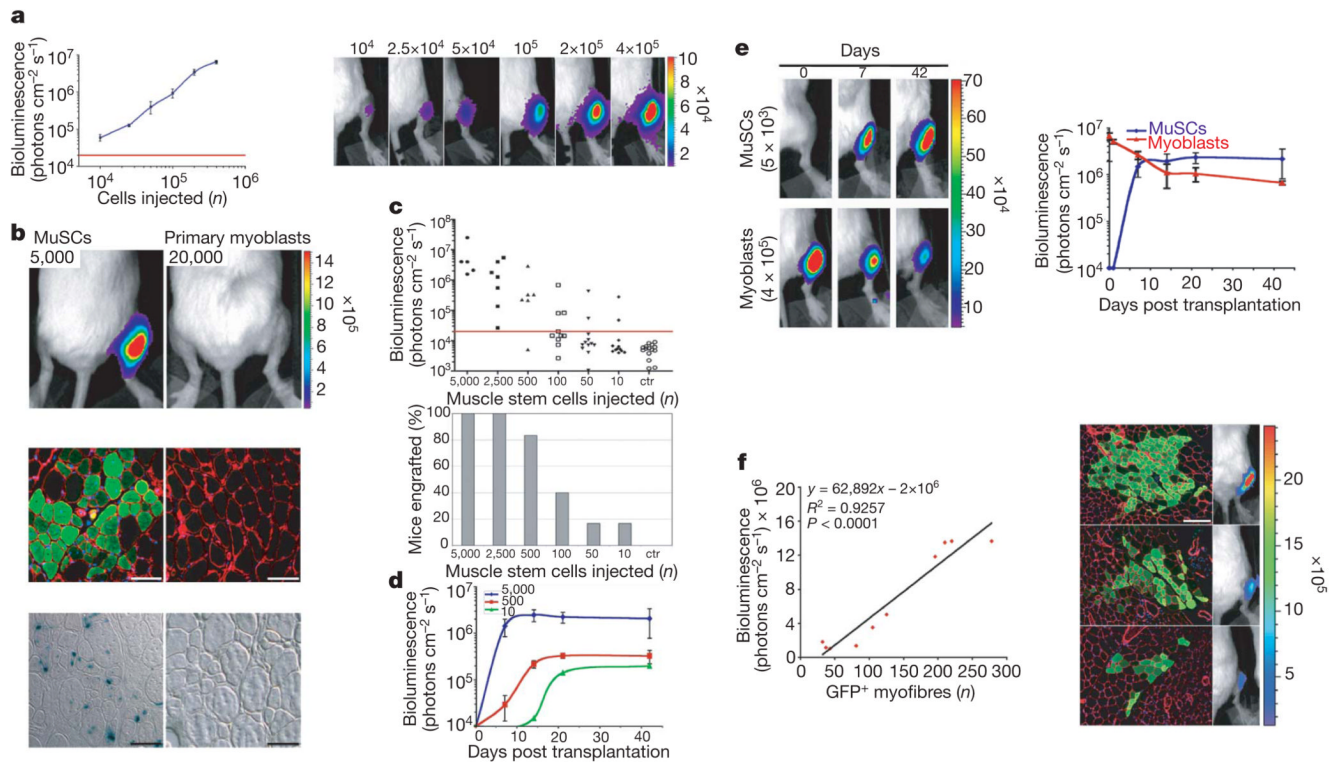 a
Bioluminescence
(photons cm⁻² s⁻¹)
10⁷
10⁶
10⁵
10⁴
10⁴ 10⁵ 10⁶
Cells injected (n)
10⁴ 2.5×10⁴ 5×10⁴ 10⁵ 2×10⁵ 4×10⁵
10
8
6
4
2
×10⁴
b
MuSCs
5,000
Primary myoblasts
20,000
14
12
10
8
6
4
2
×10⁵
c
Bioluminescence
(photons cm⁻² s⁻¹)
10⁸
10⁷
10⁶
10⁵
10⁴
10³
5,000 2,500 500 100 50 10 ctr
Muscle stem cells injected (n)
Mice engrafted (%)
100
80
60
40
20
0
5,000 2,500 500 100 50 10 ctr
Muscle stem cells injected (n)
d
Bioluminescence
(photons cm⁻² s⁻¹)
10⁷
10⁶
10⁵
10⁴
5,000
500
10
0 10 20 30 40
Days post transplantation
e
Days
0 7 42
MuSCs
(5 × 10³)
Myoblasts
(4 × 10⁵)
70
60
50
40
30
20
10
×10⁴
Bioluminescence
(photons cm⁻² s⁻¹)
10⁷
10⁶
10⁵
10⁴
MuSCs
Myoblasts
0 10 20 30 40
Days post transplantation
f
Bioluminescence
(photons cm⁻² s⁻¹) × 10⁶
20
16
12
8
4
0
y = 62,892x − 2×10⁶
R² = 0.9257
P < 0.0001
0 50 100 150 200 250 300
GFP⁺ myofibres (n)
20
15
10
5
×10⁵